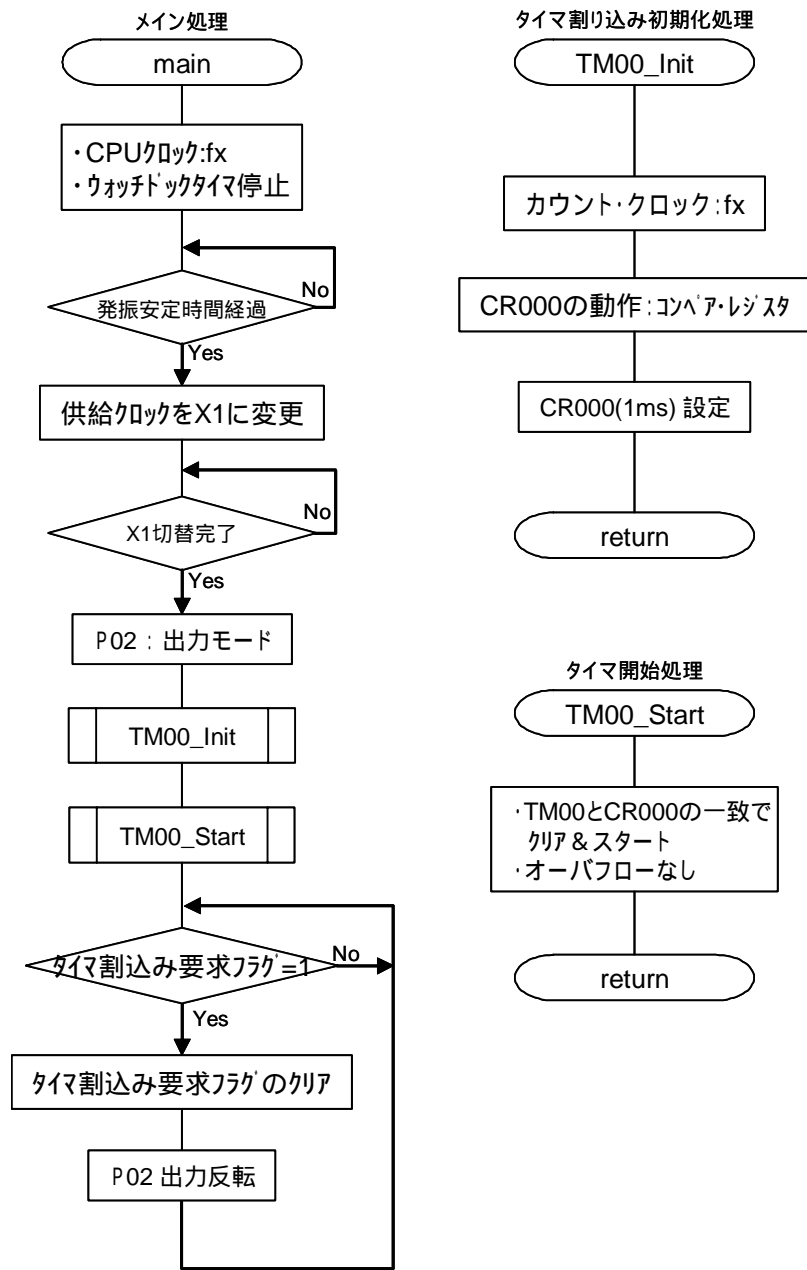 メイン処理
main
・CPUｸﾛｯｸ:fx
・ｳｫｯﾁﾄﾞｯｸﾀｲﾏ停止
発振安定時間経過
No
Yes
供給ｸﾛｯｸをX1に変更
X1切替完了
No
Yes
P02：出力モード
TM00_Init
TM00_Start
ﾀｲﾏ割込み要求ﾌﾗｸﾞ=1
No
Yes
ﾀｲﾏ割込み要求ﾌﾗｸﾞのｸﾘｱ
P02 出力反転
タイマ割り込み初期化処理
TM00_Init
カウント・クロック：fx
CR000の動作：ｺﾝﾍﾟｱ・ﾚｼﾞｽﾀ
CR000(1ms) 設定
return
タイマ開始処理
TM00_Start
・TM00とCR000の一致で
ｸﾘｱ＆スタート
・オーバフローなし
return